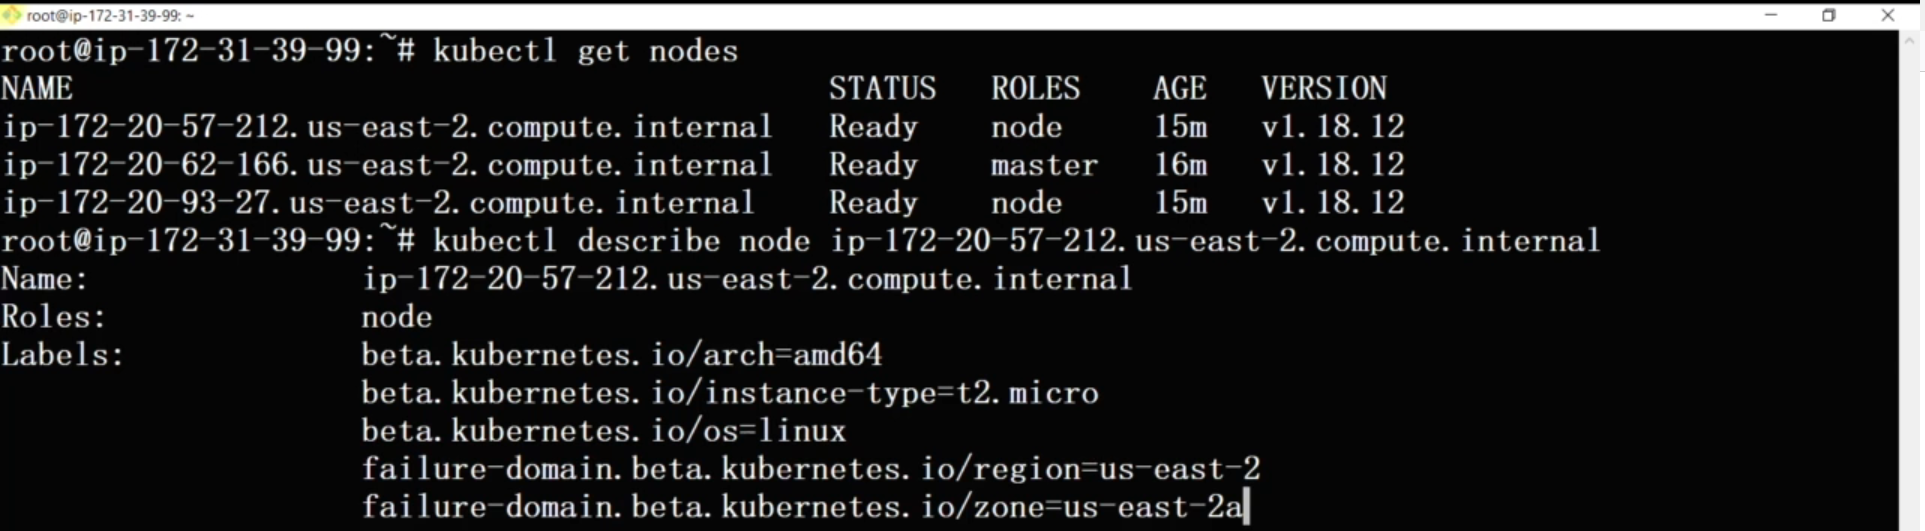 root@ip-172-31-39-99: ~
root@ip-172-31-39-99:~# kubectl get nodes
NAME STATUS ROLES AGE VERSION
ip-172-20-57-212.us-east-2.compute.internal Ready node 15m v1.18.12
ip-172-20-62-166.us-east-2.compute.internal Ready master 16m v1.18.12
ip-172-20-93-27.us-east-2.compute.internal Ready node 15m v1.18.12
root@ip-172-31-39-99:~# kubectl describe node ip-172-20-57-212.us-east-2.compute.internal
Name: ip-172-20-57-212.us-east-2.compute.internal
Roles: node
Labels: beta.kubernetes.io/arch=amd64
beta.kubernetes.io/instance-type=t2.micro
beta.kubernetes.io/os=linux
failure-domain.beta.kubernetes.io/region=us-east-2
failure-domain.beta.kubernetes.io/zone=us-east-2a